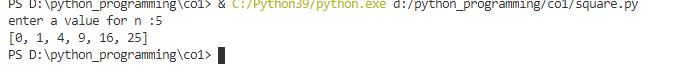 PS D:\python_programming\co1> & C:/Python39/python.exe d:/python_programming/co1/square.py
enter a value for n :5
[0, 1, 4, 9, 16, 25]
PS D:\python_programming\co1>